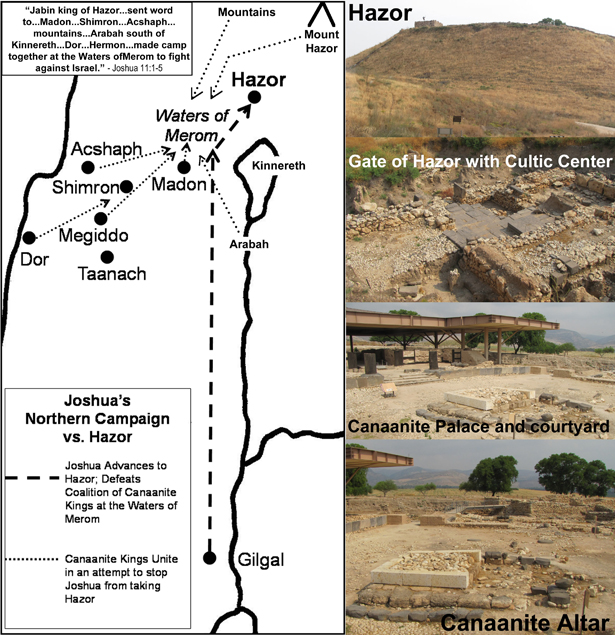 “Jabin king of Hazor...sent word
to...Madon...Shimron...Acshaph...
mountains...Arabah south of
Kinnereth...Dor...Hermon...made camp
together at the Waters ofMerom to fight
against Israel.” - Joshua 11:1-5
Mountains
Mount
Hazor
Hazor
Waters of
Merom
Acshaph
Shimron
Madon
Kinnereth
Megiddo
Arabah
Dor
Taanach
Joshua’s
Northern Campaign
vs. Hazor
Joshua Advances to
Hazor; Defeats
Coalition of Canaanite
Kings at the Waters of
Merom
Canaanite Kings Unite
in an attempt to stop
Joshua from taking
Hazor
Gilgal
Hazor
Gate of Hazor with Cultic Center
Canaanite Palace and courtyard
Canaanite Altar